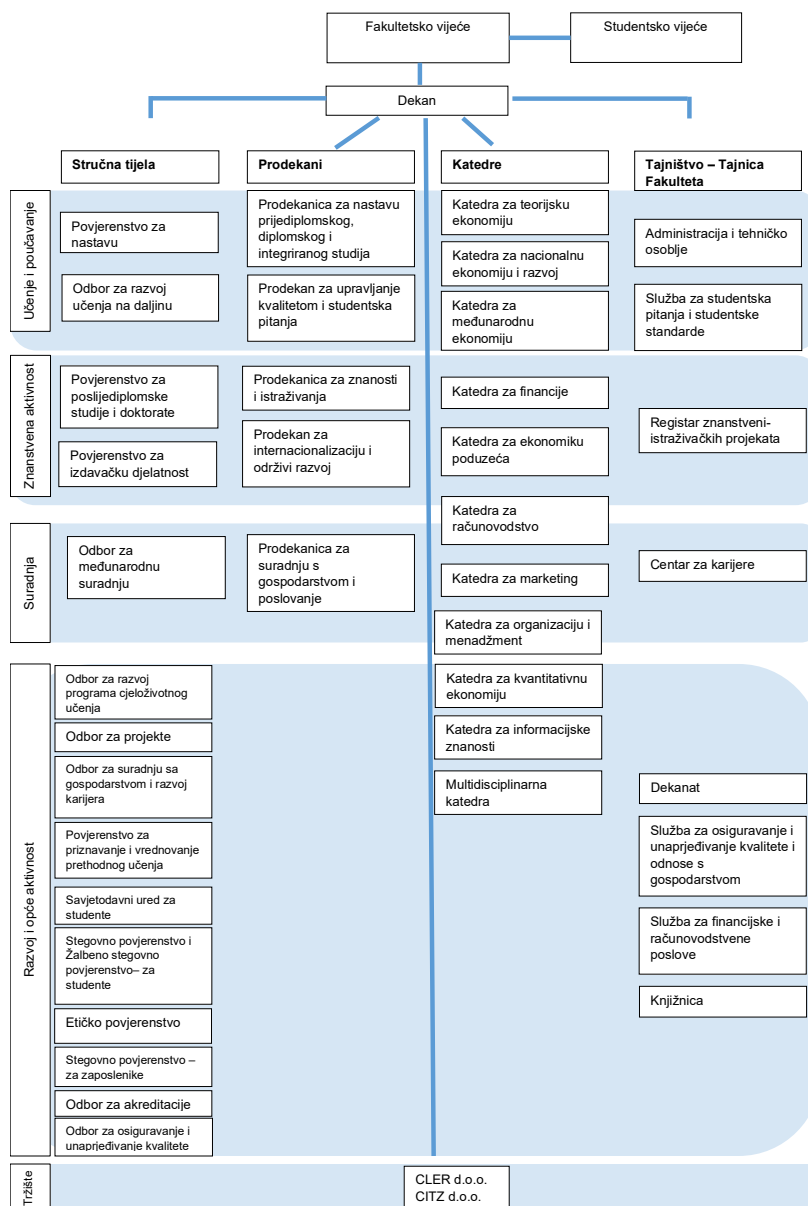 Fakultetsko vijeće
Studentsko vijeće
Dekan
Stručna tijela
Prodekani
Katedre
Tajništvo – Tajnica
Fakulteta
Učenje i poučavanje
Povjerenstvo za
nastavu
Odbor za razvoj
učenja na daljinu
Prodekanica za nastavu
prijediplomskog,
diplomskog i
integriranog studija
Prodekan za upravljanje
kvalitetom i studentska
pitanja
Katedra za teorijsku
ekonomiju
Katedra za nacionalnu
ekonomiju i razvoj
Katedra za
međunarodnu
ekonomiju
Administracija i tehničko
osoblje
Služba za studentska
pitanja i studentske
standarde
Znanstvena aktivnost
Povjerenstvo za
poslijediplomske
studije i doktorate
Povjerenstvo za
izdavačku djelatnost
Prodekanica za znanosti
i istraživanja
Prodekan za
internacionalizaciju i
održivi razvoj
Katedra za financije
Katedra za ekonomiku
poduzeća
Katedra za
računovodstvo
Registar znanstveni-
istraživačkih projekata
Suradnja
Odbor za
međunarodnu
suradnju
Prodekanica za
suradnju s
gospodarstvom i
poslovanje
Katedra za marketing
Katedra za organizaciju i
menadžment
Centar za karijere
Razvoj i opće aktivnost
Odbor za razvoj
programa cjeloživotnog
učenja
Odbor za projekte
Odbor za suradnju sa
gospodarstvom i razvoj
karijera
Povjerenstvo za
priznavanje i vrednovanje
prethodnog učenja
Savjetodavni ured za
studente
Stegovno povjerenstvo i
Žalbeno stegovno
povjerenstvo– za
studente
Etičko povjerenstvo
Stegovno povjerenstvo –
za zaposlenike
Odbor za akreditacije
Odbor za osiguravanje i
unaprjeđivanje kvalitete
Katedra za kvantitativnu
ekonomiju
Katedra za informacijske
znanosti
Multidisciplinarna
katedra
Dekanat
Služba za osiguravanje i
unaprjeđivanje kvalitete i
odnose s
gospodarstvom
Služba za financijske i
računovodstvene
poslove
Knjižnica
Tržište
CLER d.o.o.
CITZ d.o.o.